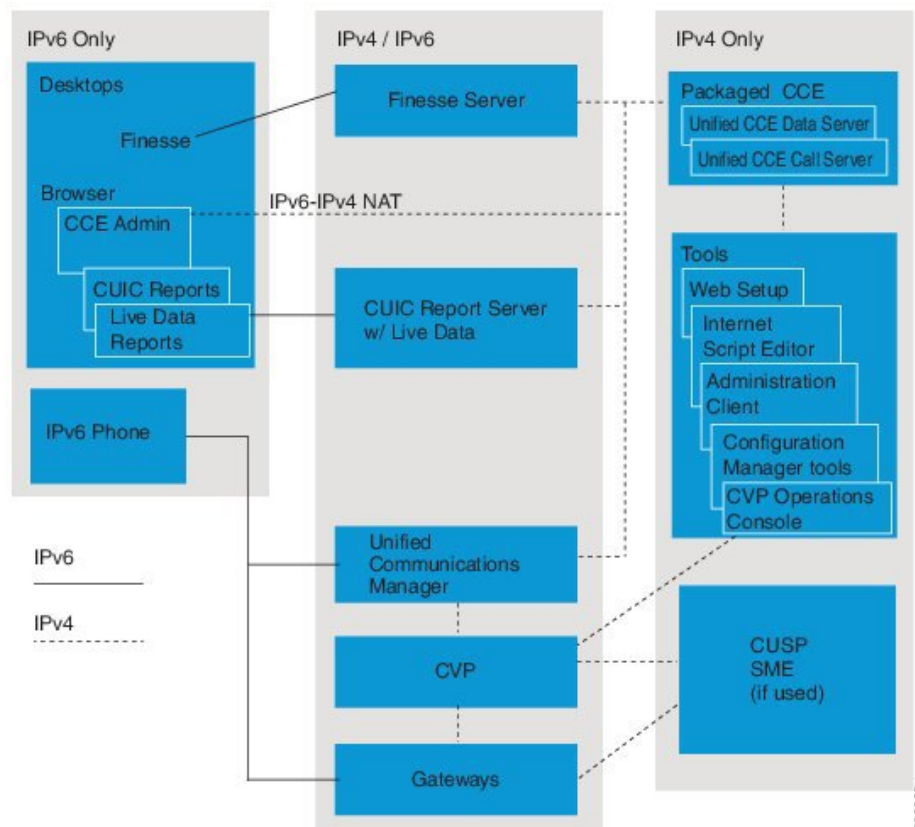 IPv6 Only
Desktops
Finesse
Browser
CCE Admin
CUIC Reports
Live Data
Reports
IPv6 Phone
IPv6
IPv4
IPv4 / IPv6
Finesse Server
IPv6-IPv4 NAT
CUIC Report Server
w/ Live Data
Unified
Communications
Manager
CVP
Gateways
IPv4 Only
Packaged CCE
Unified CCE Data Server
Unified CCE Call Server
Tools
Web Setup
Internet
Script Editor
Administration
Client
Configuration
Manager tools
CVP Operations
Console
CUSP
SME
(if used)